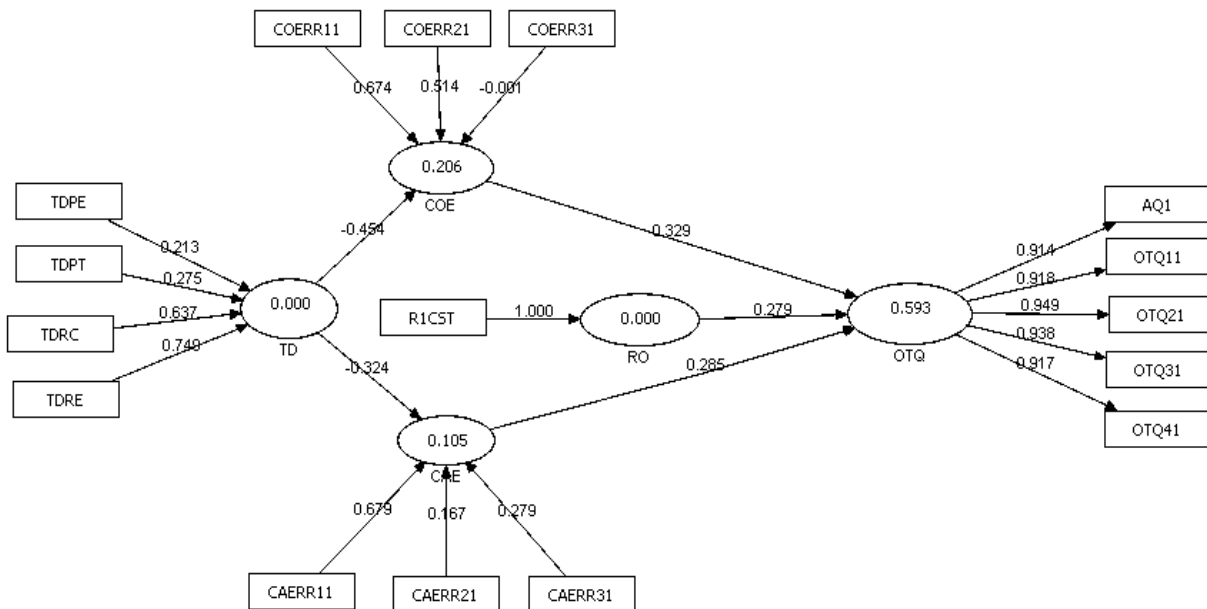 COERR11
COERR21
COERR31
0.674
0.514
-0.001
0.206
COE
TDPE
TDPT
TDRC
TDRE
0.213
0.275
0.637
0.749
0.000
TD
-0.454
-0.324
R1CST
1.000
0.000
RO
0.329
0.279
0.285
0.593
OTQ
0.914
0.918
0.949
0.938
0.917
AQ1
OTQ11
OTQ21
OTQ31
OTQ41
0.105
CAE
0.679
0.167
0.279
CAERR11
CAERR21
CAERR31